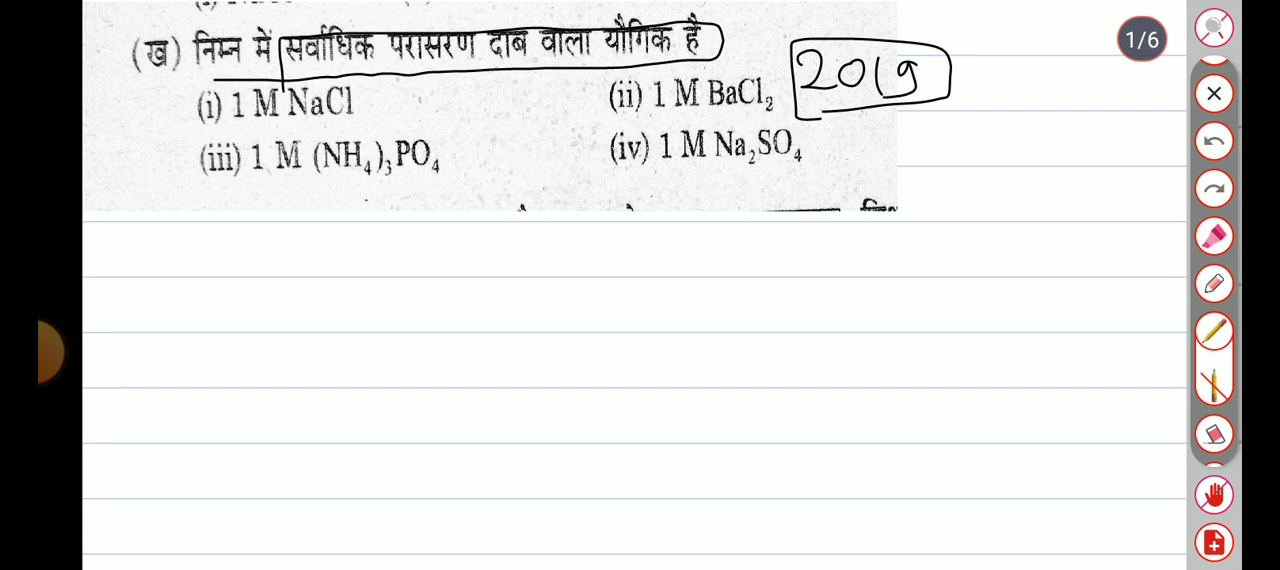 (ख) निम्न में सर्वाधिक परासरण दाब वाला यौगिक है
2019
(i) 1 M NaCl (ii) 1 M BaCl₂
(iii) 1 M (NH₄)₃PO₄ (iv) 1 M Na₂SO₄
1/6